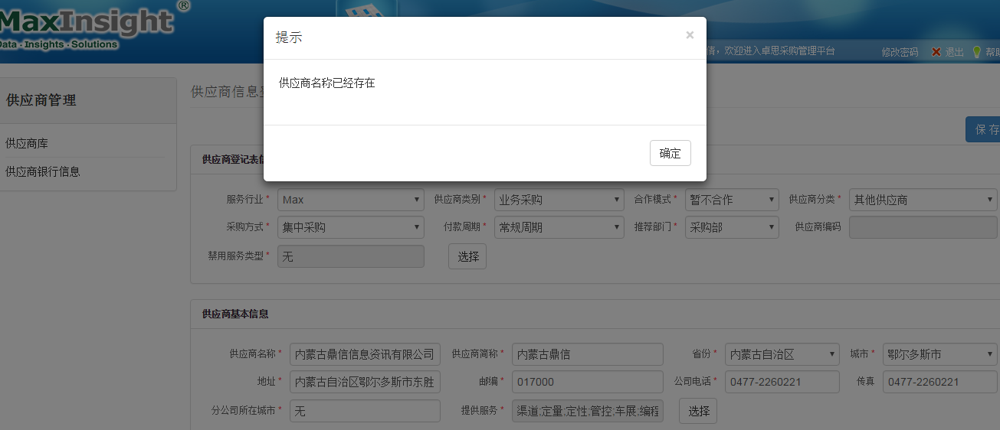 MaxInsight®
Data · Insights · Solutions
提示
×
供应商名称已经存在
确定
欢迎进入卓思采购管理平台
修改密码 退出 帮助
供应商管理
供应商库
供应商银行信息
供应商信息
保存
供应商登记表
服务行业* Max 供应商类别* 业务采购 合作模式* 暂不合作 供应商分类* 其他供应商
采购方式* 集中采购 付款周期* 常规周期 推荐部门* 采购部 供应商编码
禁用服务类型* 无 选择
供应商基本信息
供应商名称* 内蒙古鼎信信息资讯有限公司 供应商简称* 内蒙古鼎信 省份* 内蒙古自治区 城市* 鄂尔多斯市
地址* 内蒙古自治区鄂尔多斯市东胜 邮编* 017000 公司电话* 0477-2260221 传真 0477-2260221
分公司所在城市* 无 提供服务* 渠道;定量;定性;管控;车展;编程 选择